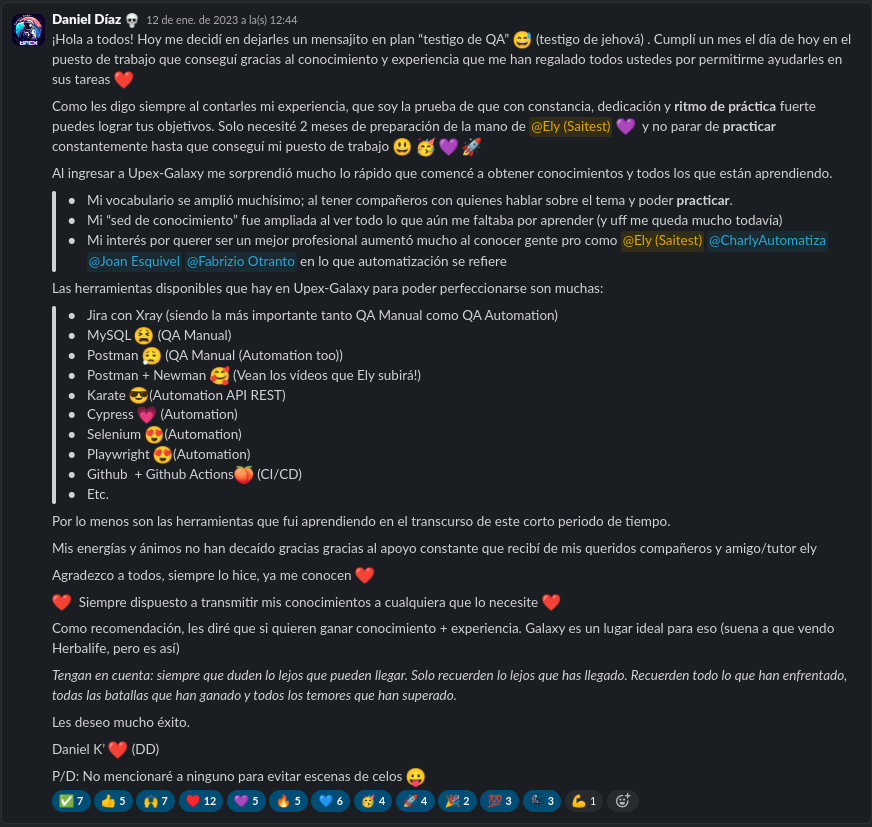 Daniel Díaz 💀 12 de ene. de 2023 a la(s) 12:44
¡Hola a todos! Hoy me decidí en dejarles un mensajito en plan “testigo de QA” 😅 (testigo de jehová) . Cumplí un mes el día de hoy en el
puesto de trabajo que conseguí gracias al conocimiento y experiencia que me han regalado todos ustedes por permitirme ayudarles en
sus tareas ❤️
Como les digo siempre al contarles mi experiencia, que soy la prueba de que con constancia, dedicación y ritmo de práctica fuerte
puedes lograr tus objetivos. Solo necesité 2 meses de preparación de la mano de @Ely (Saitest) 💜 y no parar de practicar
constantemente hasta que conseguí mi puesto de trabajo 😃 🥳 💜 🚀
Al ingresar a Upex-Galaxy me sorprendió mucho lo rápido que comencé a obtener conocimientos y todos los que están aprendiendo.
• Mi vocabulario se amplió muchísimo; al tener compañeros con quienes hablar sobre el tema y poder practicar.
• Mi “sed de conocimiento” fue ampliada al ver todo lo que aún me faltaba por aprender (y uff me queda mucho todavía)
• Mi interés por querer ser un mejor profesional aumentó mucho al conocer gente pro como @Ely (Saitest) @CharlyAutomatiza
@Joan Esquivel @Fabrizio Otranto en lo que automatización se refiere
Las herramientas disponibles que hay en Upex-Galaxy para poder perfeccionarse son muchas:
• Jira con Xray (siendo la más importante tanto QA Manual como QA Automation)
• MySQL 😫 (QA Manual)
• Postman 😮‍💨 (QA Manual (Automation too))
• Postman + Newman 🥰 (Vean los vídeos que Ely subirá!)
• Karate 😎(Automation API REST)
• Cypress 💗 (Automation)
• Selenium 😍(Automation)
• Playwright 😍(Automation)
• Github + Github Actions🍑 (CI/CD)
• Etc.
Por lo menos son las herramientas que fui aprendiendo en el transcurso de este corto periodo de tiempo.
Mis energías y ánimos no han decaído gracias gracias al apoyo constante que recibí de mis queridos compañeros y amigo/tutor ely
Agradezco a todos, siempre lo hice, ya me conocen ❤️
❤️ Siempre dispuesto a transmitir mis conocimientos a cualquiera que lo necesite ❤️
Como recomendación, les diré que si quieren ganar conocimiento + experiencia. Galaxy es un lugar ideal para eso (suena a que vendo
Herbalife, pero es así)
Tengan en cuenta: siempre que duden lo lejos que pueden llegar. Solo recuerden lo lejos que has llegado. Recuerden todo lo que han enfrentado,
todas las batallas que han ganado y todos los temores que han superado.
Les deseo mucho éxito.
Daniel K’ ❤️ (DD)
P/D: No mencionaré a ninguno para evitar escenas de celos 😛
✅ 7 👍 5 🙌 7 ❤️ 12 💜 5 🔥 5 💙 6 🥳 4 🚀 4 🎉 2 💯 3 3 💪 1